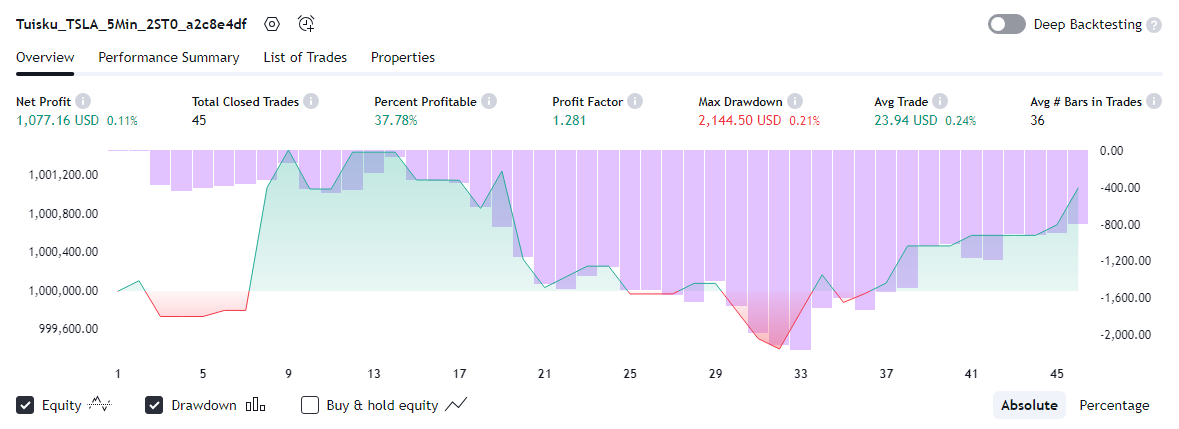 Tuisku_TSLA_5Min_2ST0_a2c8e4df Deep Backtesting ?
Overview Performance Summary List of Trades Properties
Net Profit i Total Closed Trades i Percent Profitable i Profit Factor i Max Drawdown i Avg Trade i Avg # Bars in Trades i
1,077.16 USD 0.11% 45 37.78% 1.281 2,144.50 USD 0.21% 23.94 USD 0.24% 36
0.00
1,001,200.00 -400.00
1,000,800.00 -800.00
1,000,400.00 -1,200.00
1,000,000.00 -1,600.00
999,600.00 -2,000.00
1 5 9 13 17 21 25 29 33 37 41 45
Equity Drawdown Buy & hold equity Absolute Percentage